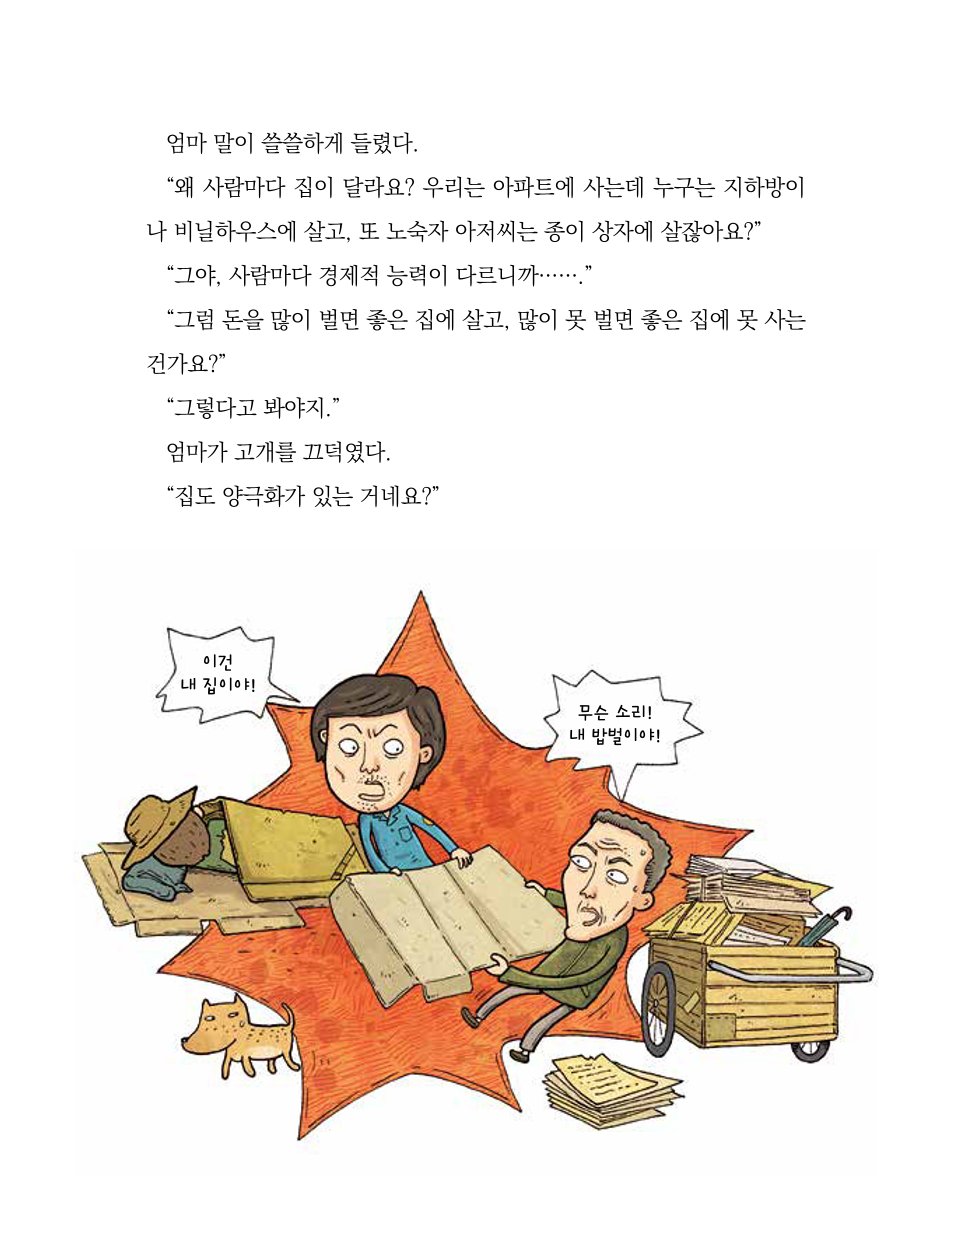 엄마 말이 쓸쓸하게 들렸다.
“왜 사람마다 집이 달라요? 우리는 아파트에 사는데 누구는 지하방이
나 비닐하우스에 살고, 또 노숙자 아저씨는 종이 상자에 살잖아요?”
“그야, 사람마다 경제적 능력이 다르니까…….”
“그럼 돈을 많이 벌면 좋은 집에 살고, 많이 못 벌면 좋은 집에 못 사는
건가요?”
“그렇다고 봐야지.”
엄마가 고개를 끄덕였다.
“집도 양극화가 있는 거네요?”
이건
내 집이야!
무슨 소리!
내 밥벌이야!